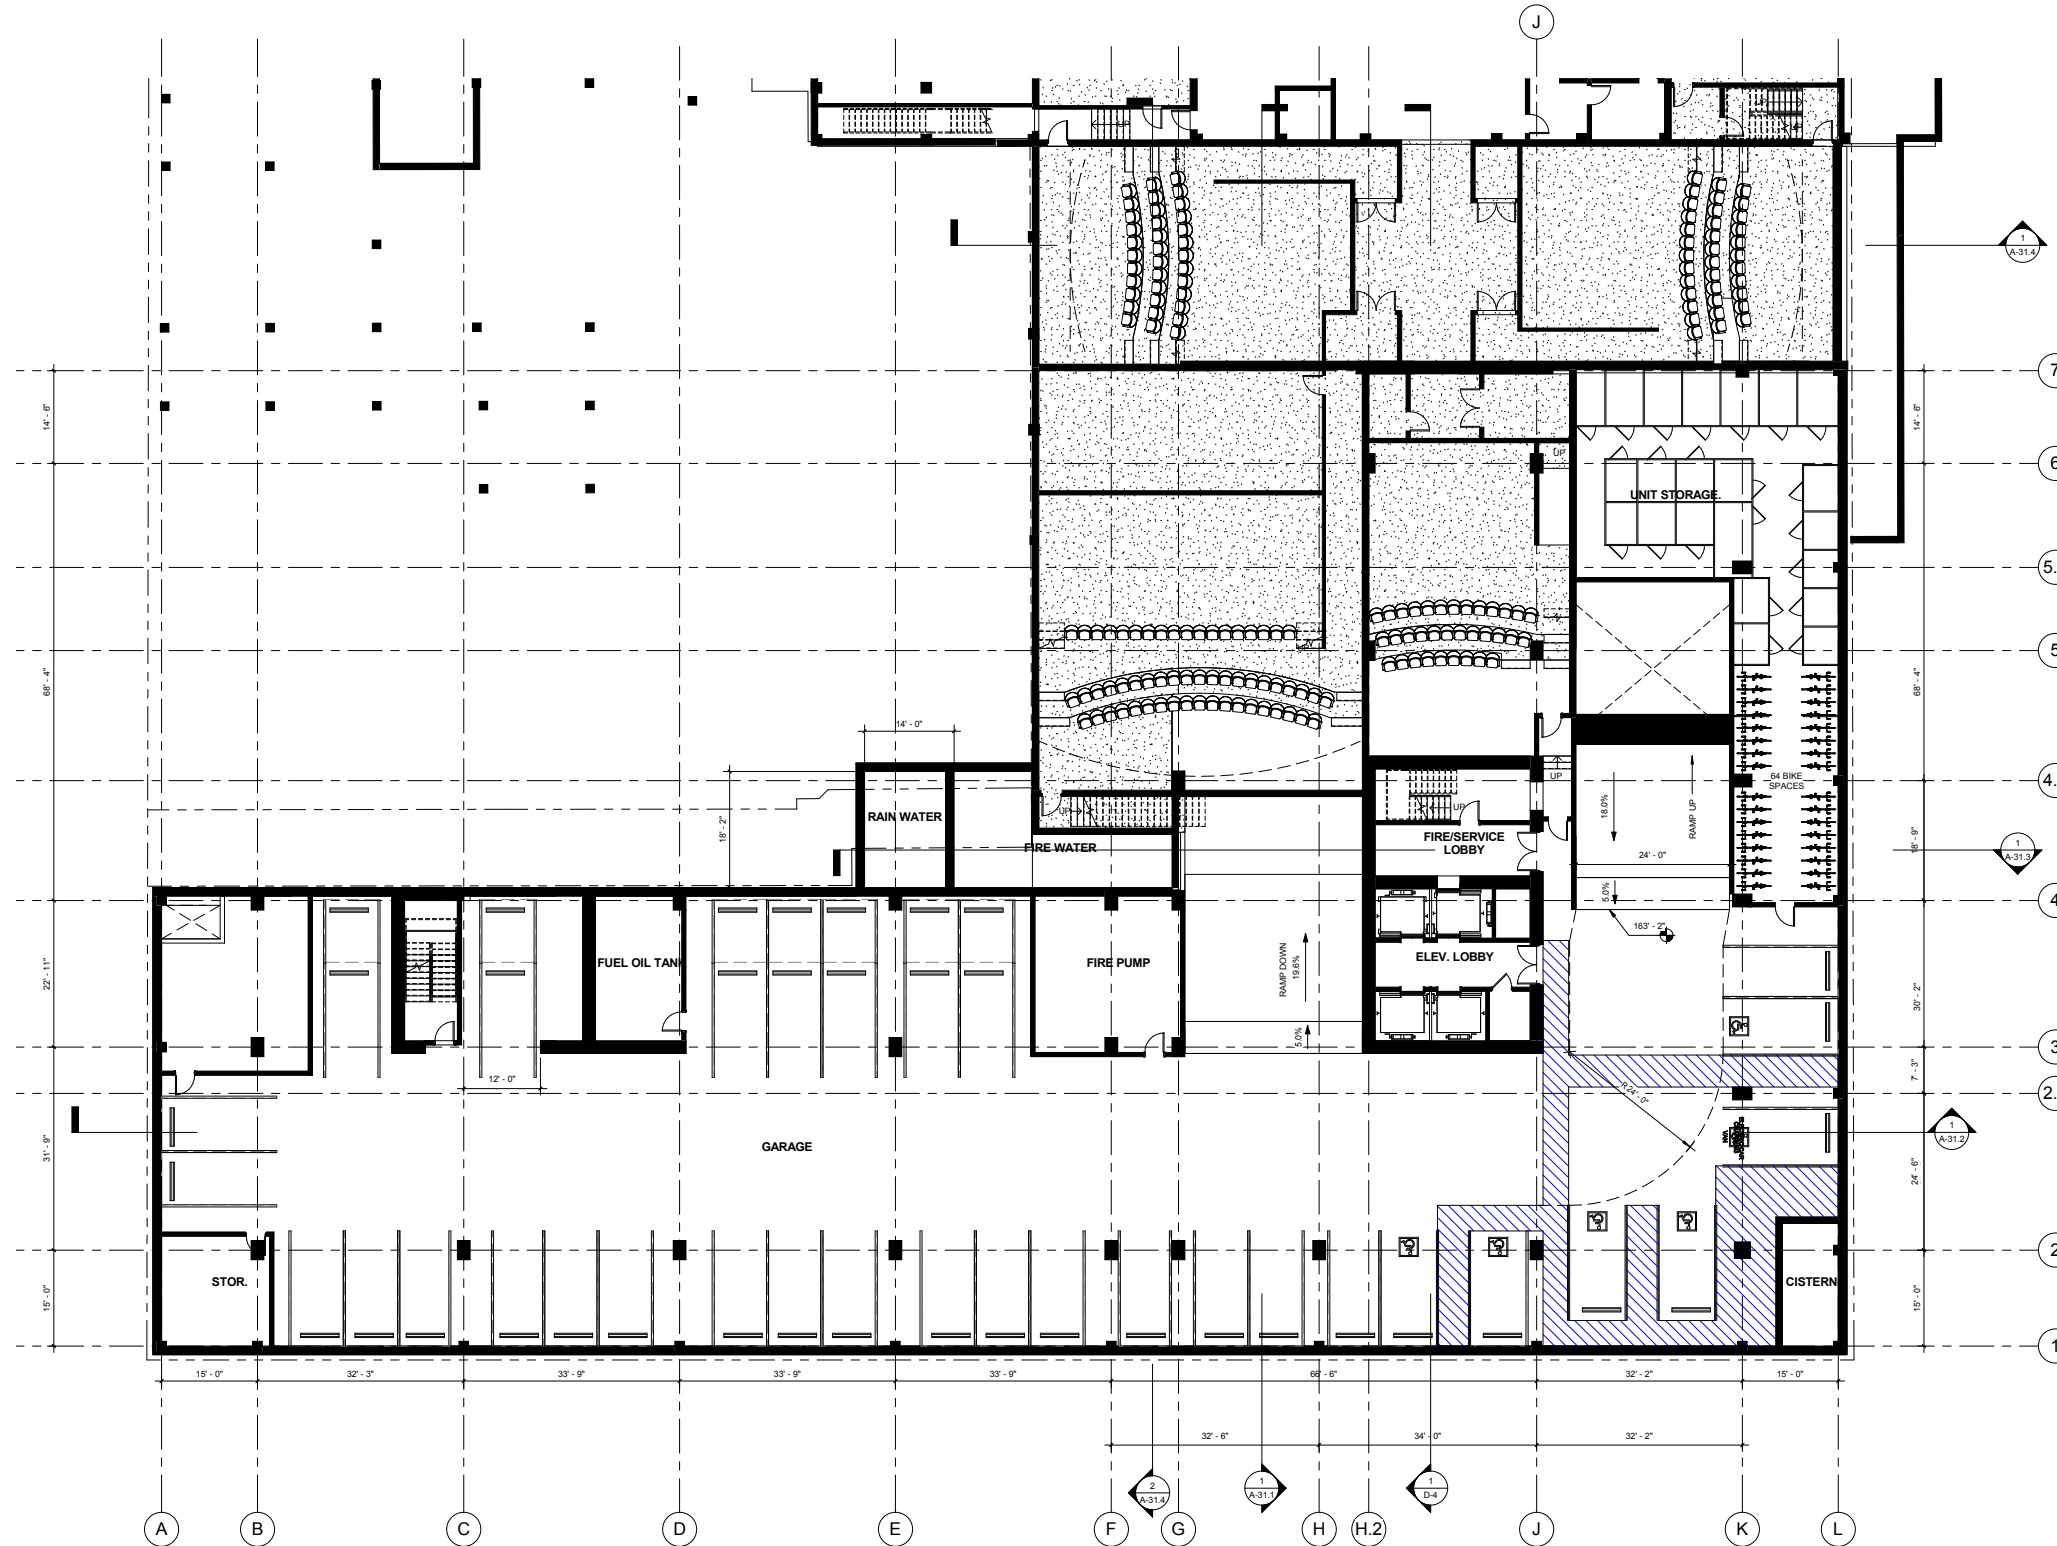 J
UP
UP
UP
1
A-31.4
7
14' - 6"
14' - 6"
UP
6
UNIT STORAGE.
5.
5
68' - 4"
68' - 4"
14' - 0"
UP
64 BIKE
SPACES
4.
18' - 2"
RAIN WATER
UP
UP
18.0%
RAMP UP
FIRE WATER
FIRE/SERVICE
LOBBY
24' - 0"
18' - 9"
1
A-31.3
5.0%
4
163' - 2"
FUEL OIL TANK
FIRE PUMP
RAMP DOWN
19.6%
ELEV. LOBBY
22' - 11"
30' - 2"
5.0%
3
12' - 0"
7' - 3"
R 24' - 0"
2.
31' - 9"
GARAGE
VAN
1
A-31.2
24' - 6"
2
STOR.
CISTERN
15' - 0"
15' - 0"
1
15' - 0"
32' - 3"
33' - 9"
33' - 9"
33' - 9"
66' - 6"
32' - 2"
15' - 0"
32' - 6"
34' - 0"
32' - 2"
2
A-31.4
1
A-31.1
1
D-4
A
B
C
D
E
F
G
H
H.2
J
K
L